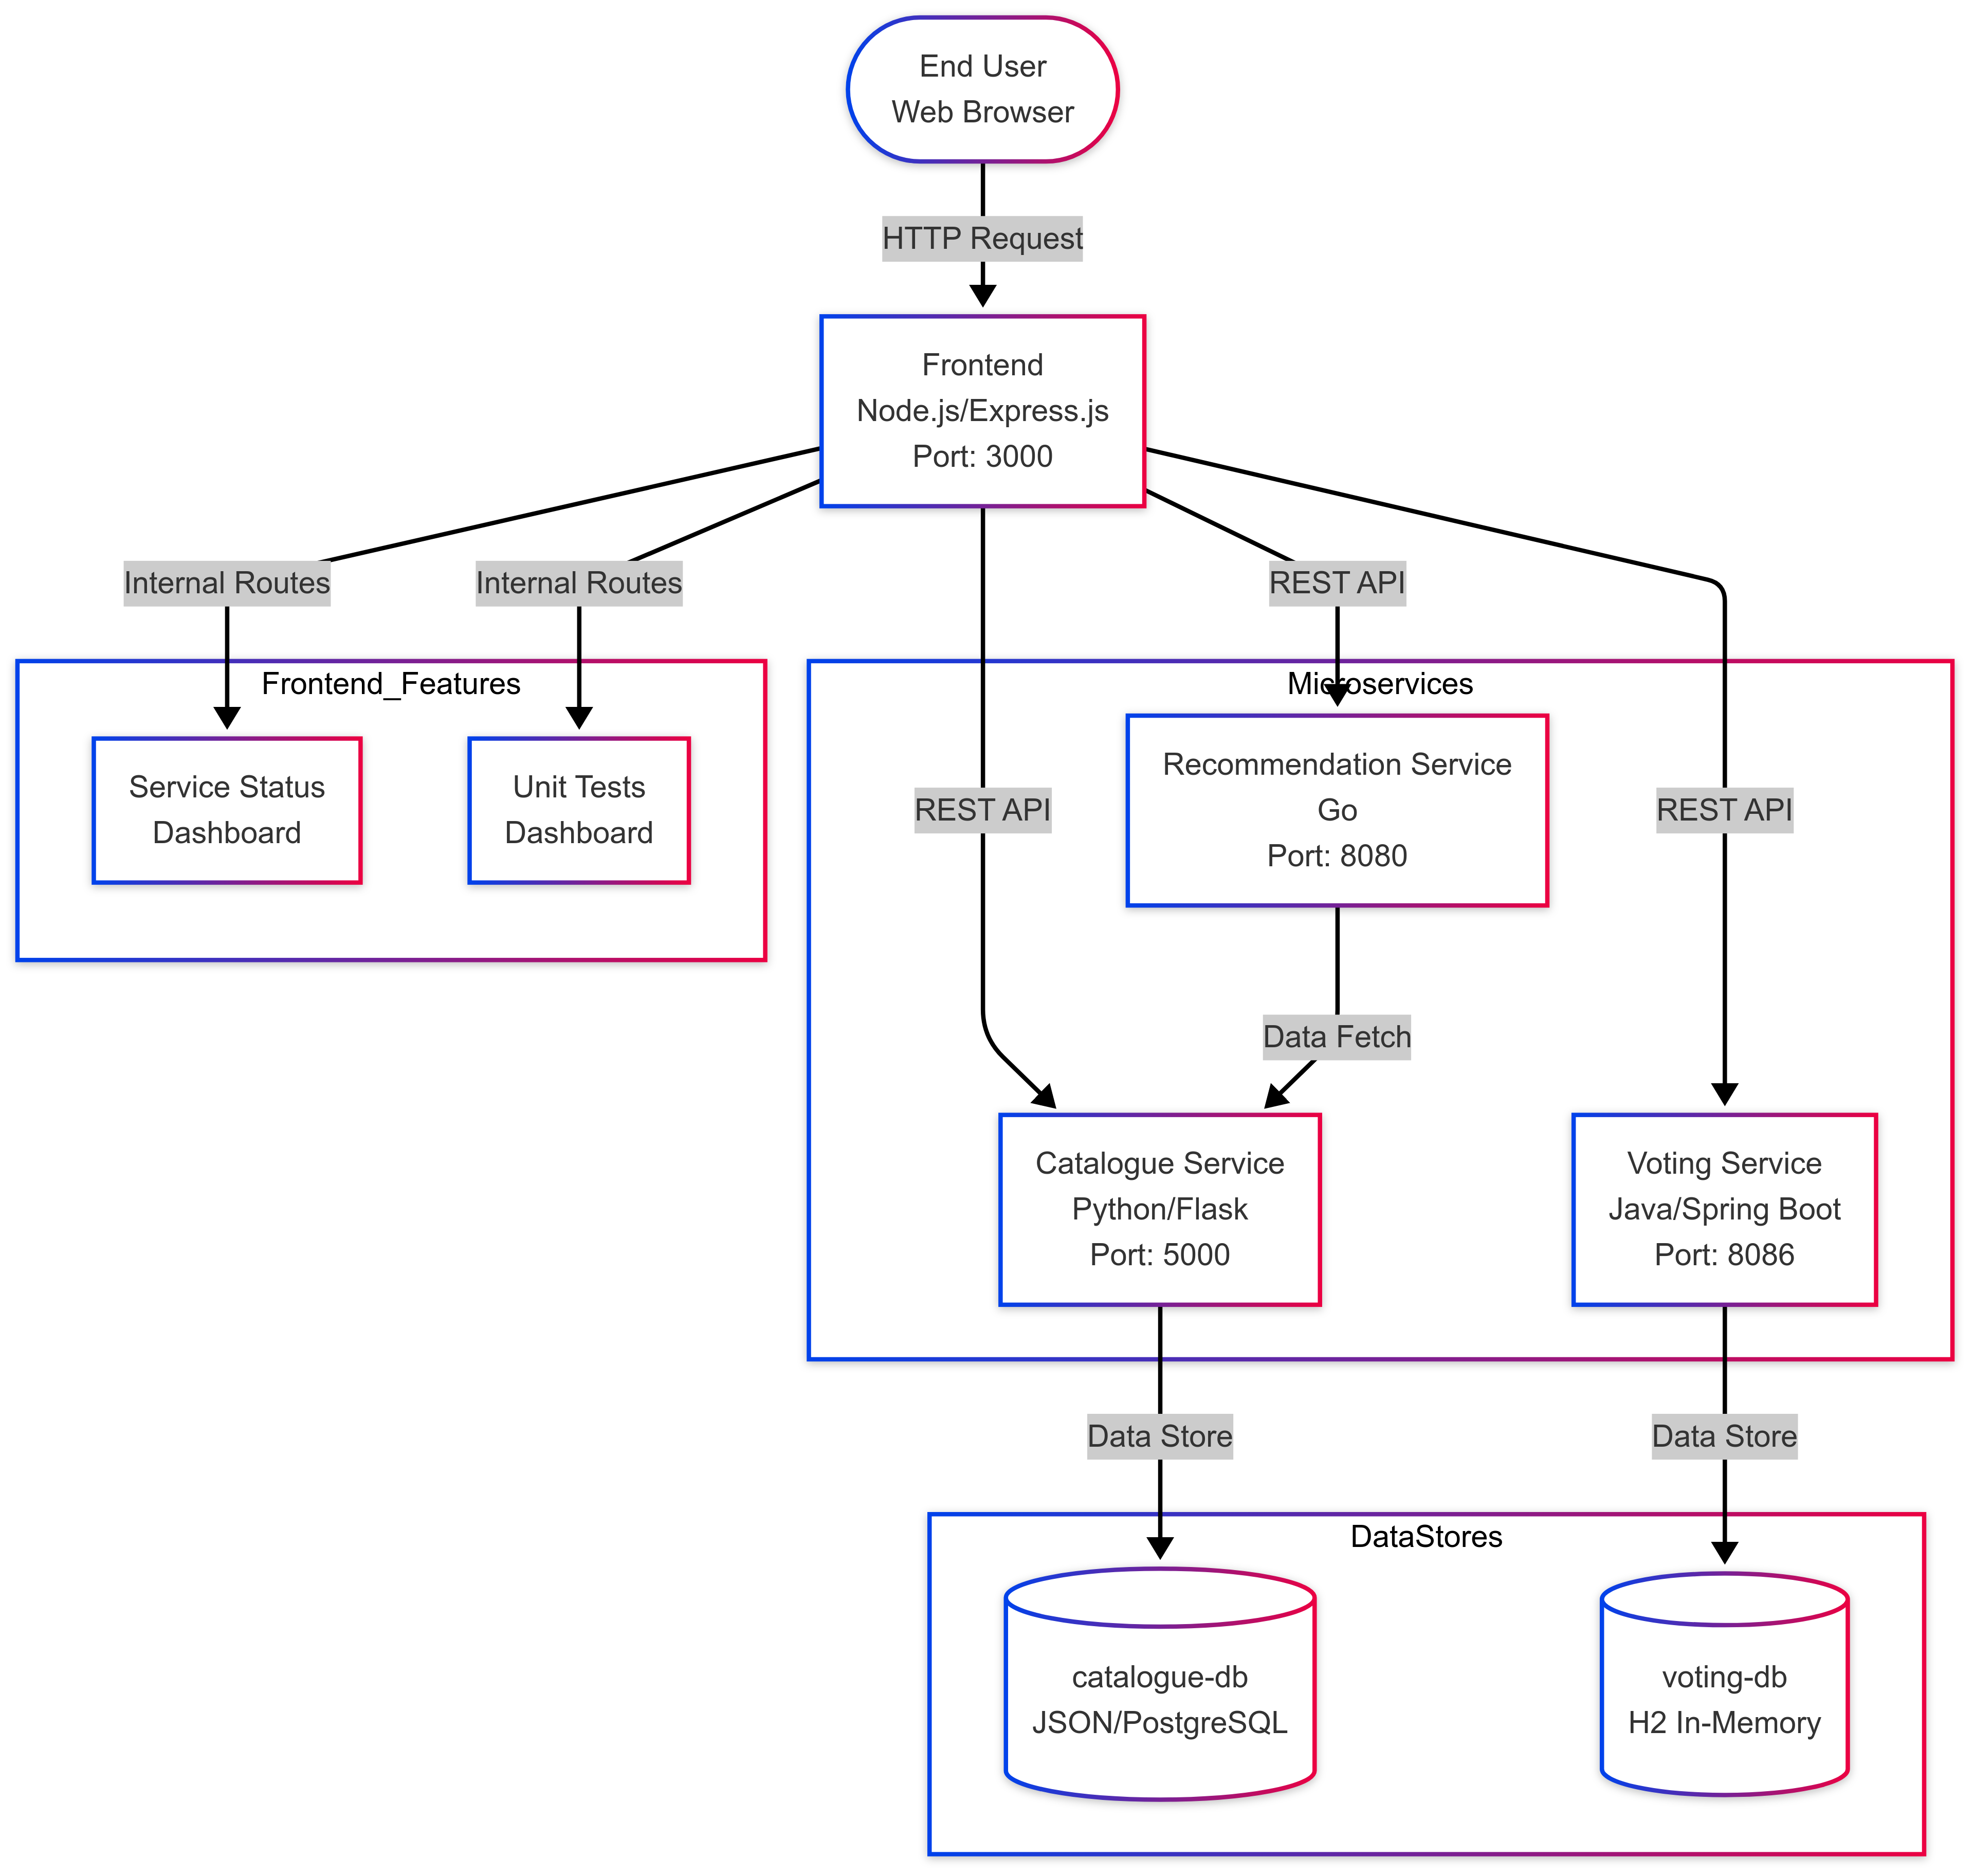 End User
Web Browser
HTTP Request
Frontend
Node.js/Express.js
Port: 3000
Internal Routes
Internal Routes
REST API
Frontend_Features
Microservices
Service Status
Dashboard
Unit Tests
Dashboard
REST API
Recommendation Service
Go
Port: 8080
REST API
Data Fetch
Catalogue Service
Python/Flask
Port: 5000
Voting Service
Java/Spring Boot
Port: 8086
Data Store
Data Store
DataStores
catalogue-db
JSON/PostgreSQL
voting-db
H2 In-Memory